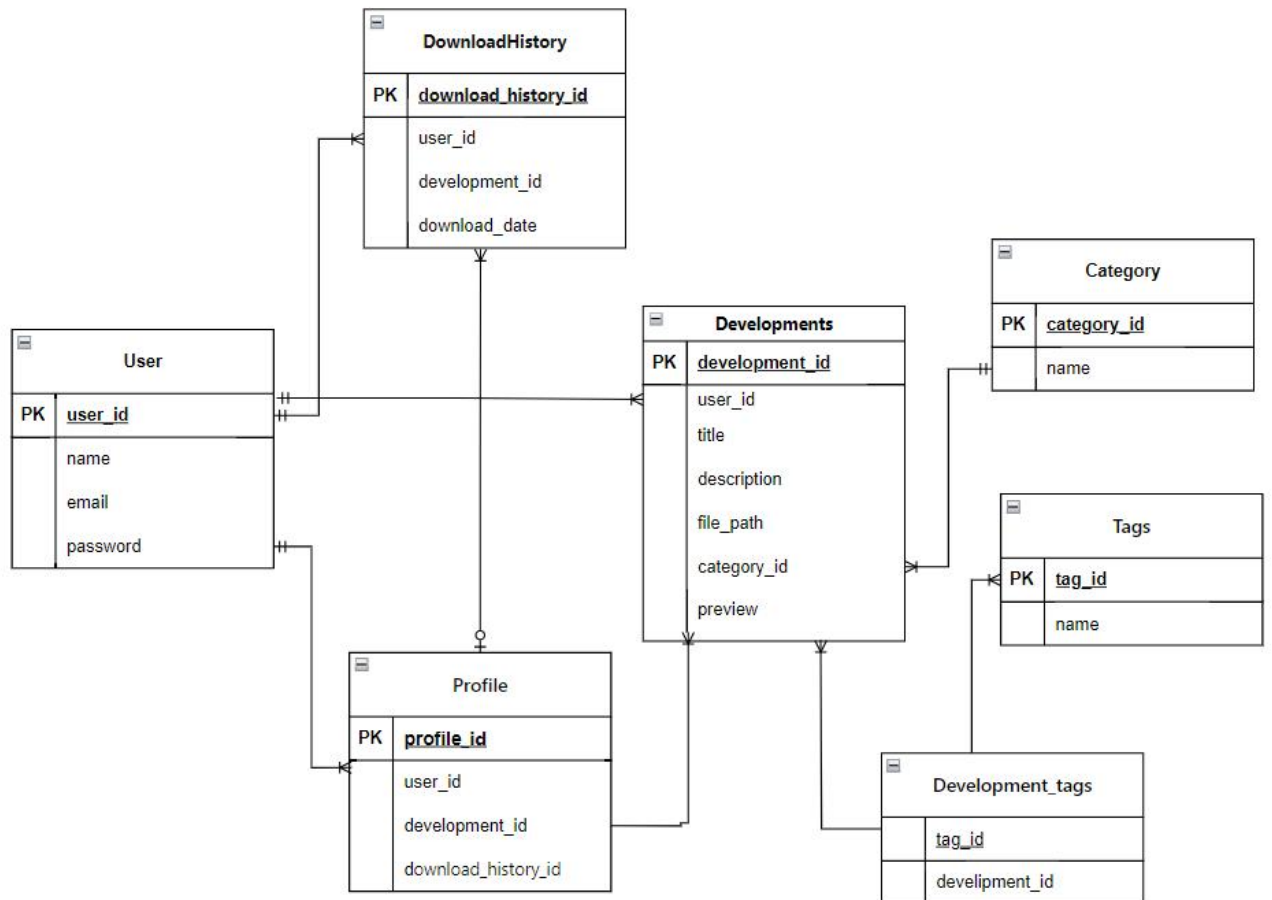 DownloadHistory
PK download_history_id
user_id
development_id
download_date
User
PK user_id
name
email
password
Developments
PK development_id
user_id
title
description
file_path
category_id
preview
Category
PK category_id
name
Tags
PK tag_id
name
Profile
PK profile_id
user_id
development_id
download_history_id
Development_tags
tag_id
develipment_id